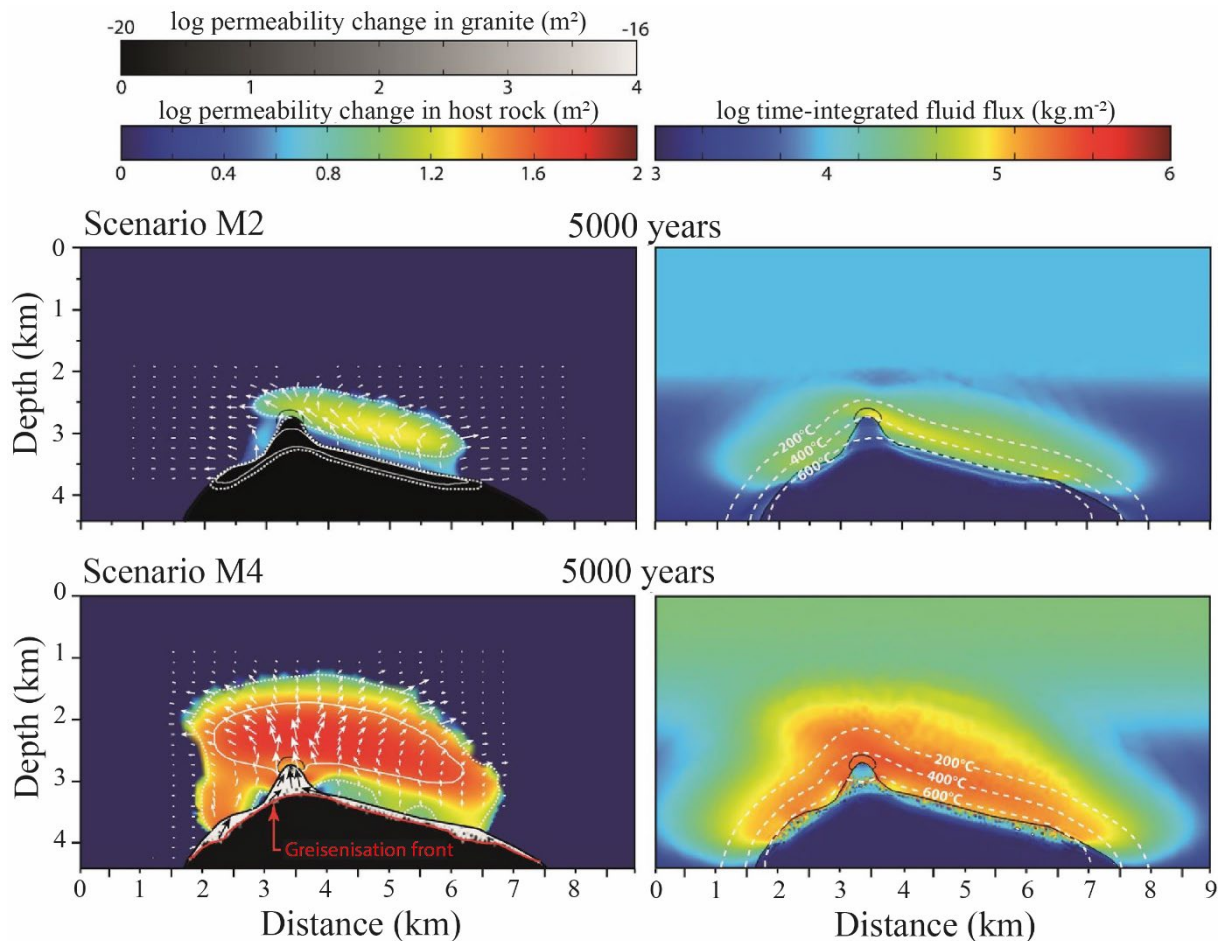 log permeability change in granite (m²)
-20 -16
0 1 2 3 4
log permeability change in host rock (m²)
0 0.4 0.8 1.2 1.6 2
log time-integrated fluid flux (kg.m⁻²)
3 4 5 6
Scenario M2 5000 years
Depth (km)
0
1
2
3
4
200°C
400°C
600°C
Scenario M4 5000 years
Depth (km)
0
1
2
3
4
Greisenisation front
200°C
400°C
600°C
0 1 2 3 4 5 6 7 8
Distance (km)
0 1 2 3 4 5 6 7 8 9
Distance (km)